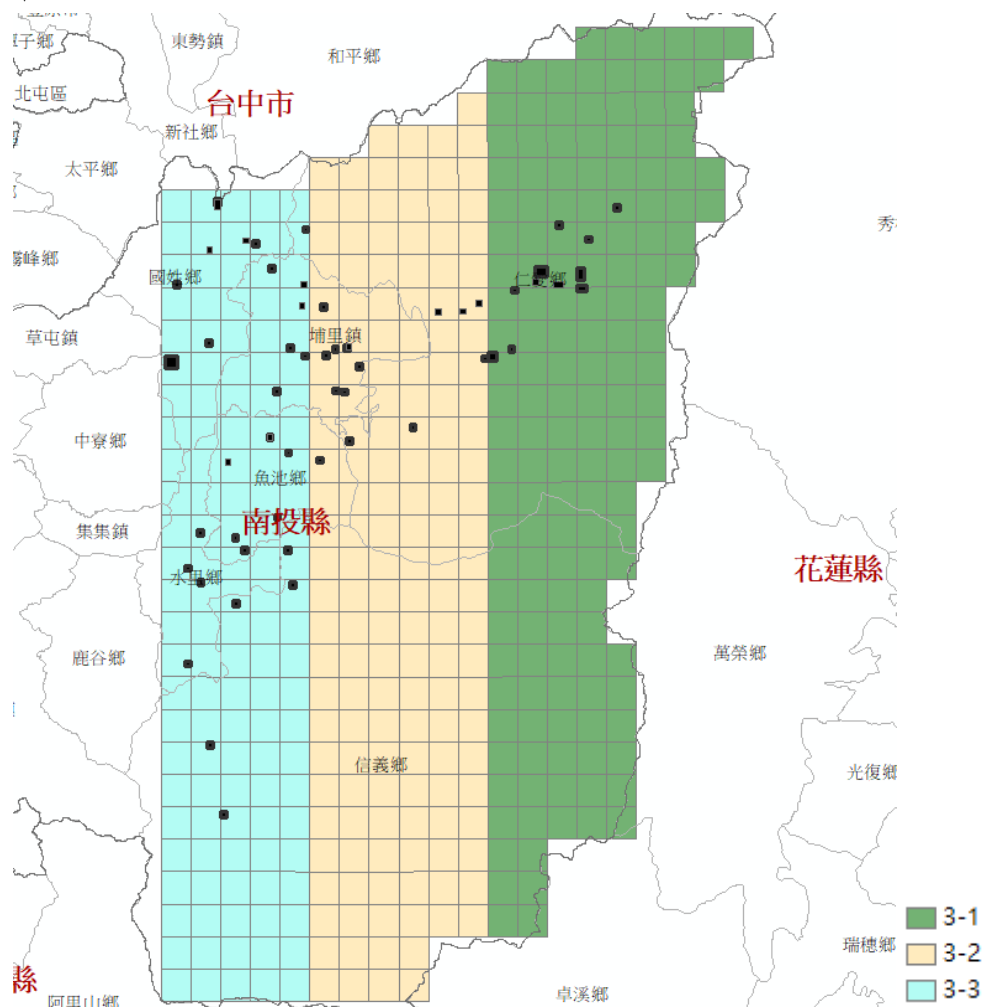 東勢鎮
和平鄉
北屯區
台中市
新社鄉
太平鄉
霧峰鄉
國姓鄉
仁愛鄉
草屯鎮
埔里鎮
中寮鄉
魚池鄉
南投縣
集集鎮
花蓮縣
水里鄉
鹿谷鄉
萬榮鄉
信義鄉
光復鄉
3-1
瑞穗鄉
3-2
縣
阿里山鄉
卓溪鄉
3-3